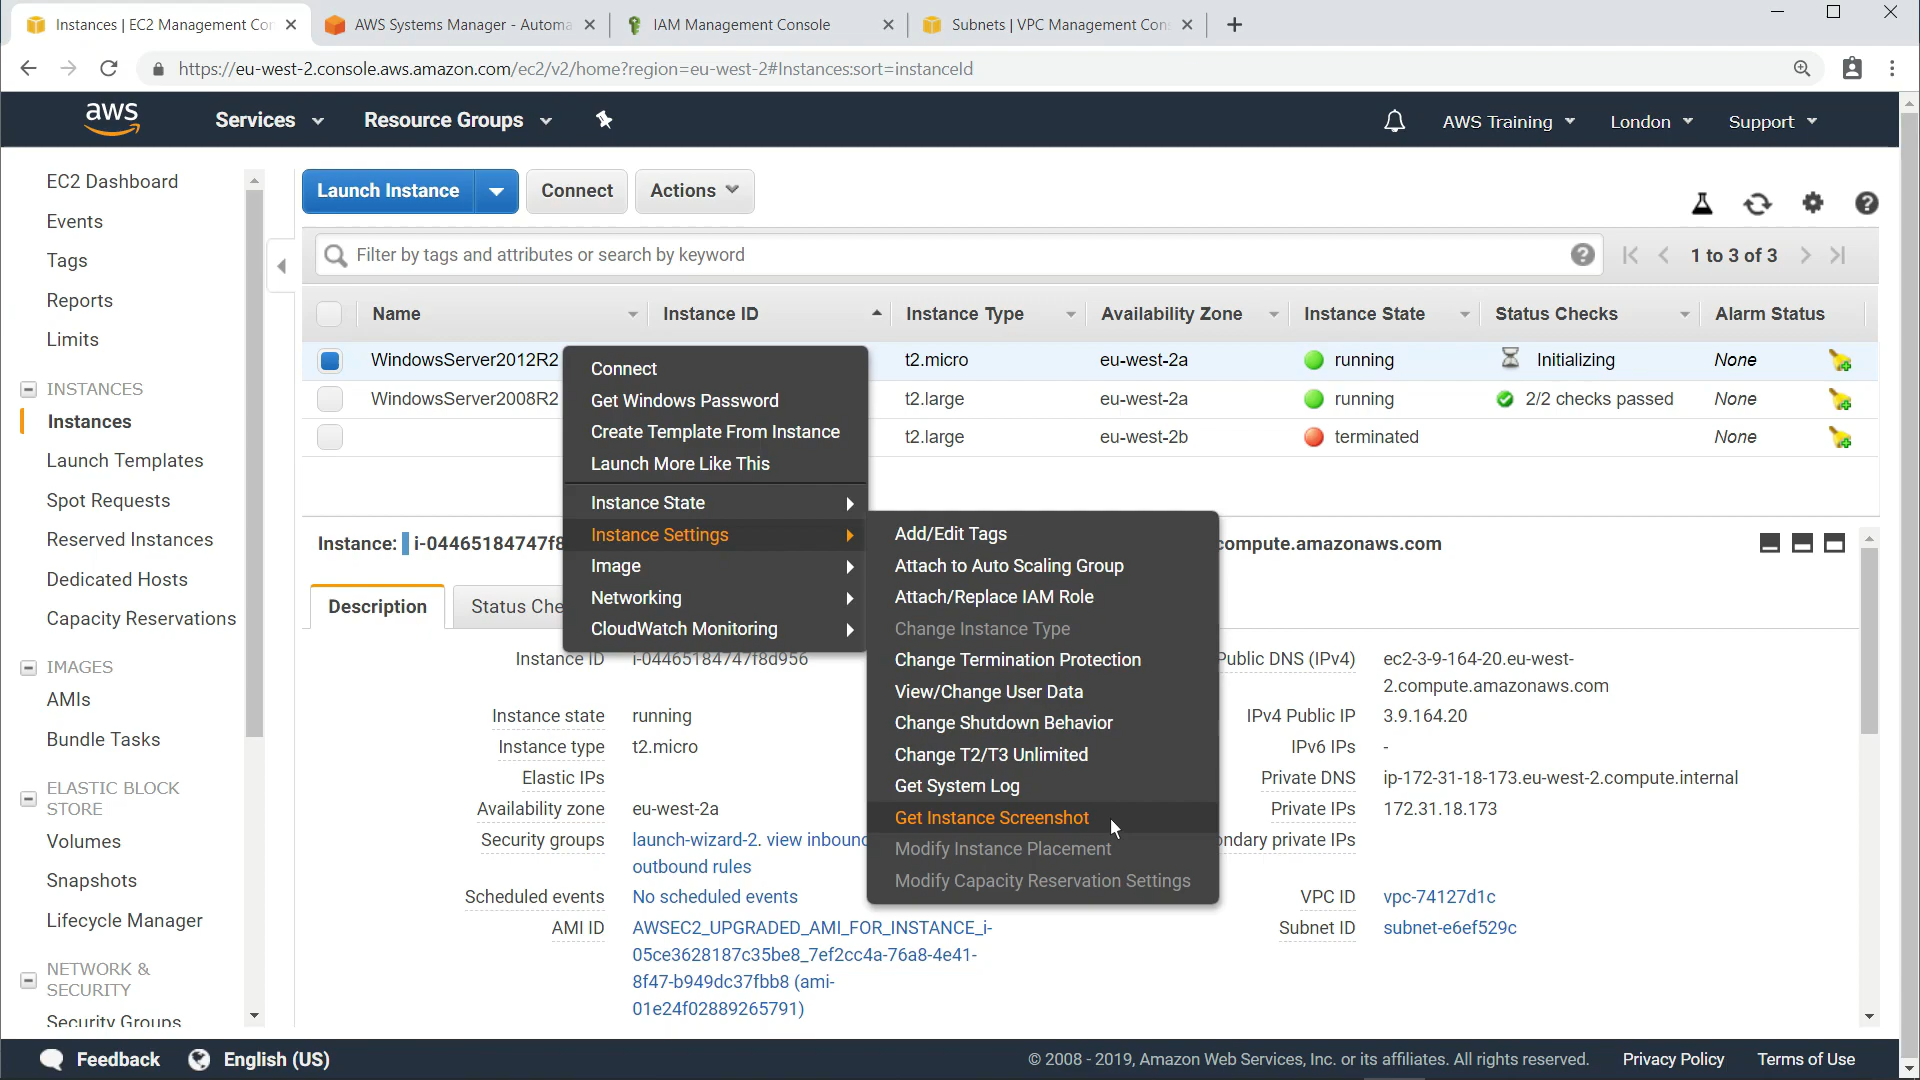 Instances | EC2 Management Con
AWS Systems Manager - Automa
IAM Management Console
Subnets | VPC Management Cons
https://eu-west-2.console.aws.amazon.com/ec2/v2/home?region=eu-west-2#Instances:sort=instanceId
aws
Services
Resource Groups
AWS Training
London
Support
EC2 Dashboard
Events
Tags
Reports
Limits
INSTANCES
Instances
Launch Templates
Spot Requests
Reserved Instances
Dedicated Hosts
Capacity Reservations
IMAGES
AMIs
Bundle Tasks
ELASTIC BLOCK
STORE
Volumes
Snapshots
Lifecycle Manager
NETWORK &
SECURITY
Security Groups
Launch Instance
Connect
Actions
Filter by tags and attributes or search by keyword
1 to 3 of 3
Name
Instance ID
Instance Type
Availability Zone
Instance State
Status Checks
Alarm Status
WindowsServer2012R2 t2.micro eu-west-2a running Initializing None
WindowsServer2008R2 t2.large eu-west-2a running 2/2 checks passed None
t2.large eu-west-2b terminated None
Connect
Get Windows Password
Create Template From Instance
Launch More Like This
Instance State
Instance Settings
Image
Networking
CloudWatch Monitoring
Add/Edit Tags
Attach to Auto Scaling Group
Attach/Replace IAM Role
Change Instance Type
Change Termination Protection
View/Change User Data
Change Shutdown Behavior
Change T2/T3 Unlimited
Get System Log
Get Instance Screenshot
Modify Instance Placement
Modify Capacity Reservation Settings
Instance: i-04465184747f8
compute.amazonaws.com
Description
Status Che
Instance ID i-04465184747f8d956
Instance state running
Instance type t2.micro
Elastic IPs
Availability zone eu-west-2a
Security groups launch-wizard-2. view inbound
outbound rules
Scheduled events No scheduled events
AMI ID AWSEC2_UPGRADED_AMI_FOR_INSTANCE_i-
05ce3628187c35be8_7ef2cc4a-76a8-4e41-
8f47-b949dc37fbb8 (ami-
01e24f02889265791)
Public DNS (IPv4) ec2-3-9-164-20.eu-west-
2.compute.amazonaws.com
IPv4 Public IP 3.9.164.20
IPv6 IPs -
Private DNS ip-172-31-18-173.eu-west-2.compute.internal
Private IPs 172.31.18.173
ondary private IPs
VPC ID vpc-74127d1c
Subnet ID subnet-e6ef529c
Feedback
English (US)
© 2008 - 2019, Amazon Web Services, Inc. or its affiliates. All rights reserved.
Privacy Policy
Terms of Use